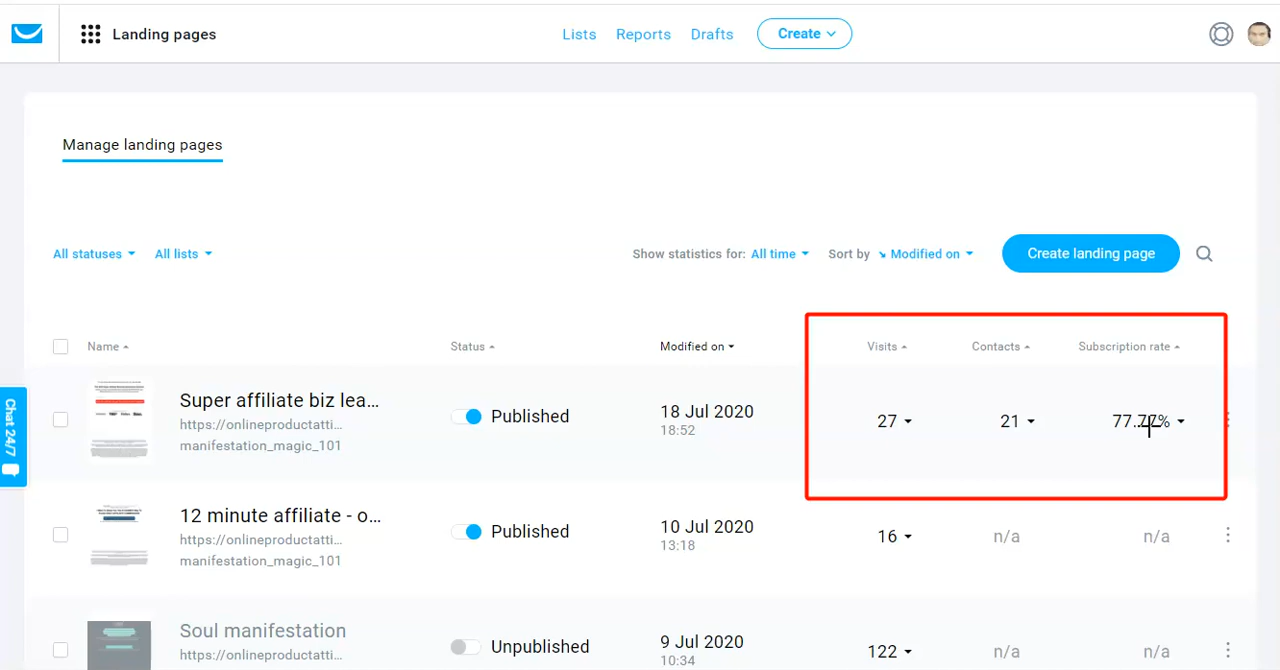 Landing pages
Lists Reports Drafts Create
Manage landing pages
All statuses All lists Show statistics for: All time Sort by Modified on Create landing page
Name Status Modified on Visits Contacts Subscription rate
Super affiliate biz lea...
https://onlineproductatti...
manifestation_magic_101
Published
18 Jul 2020
18:52
27 21 77.77%
Chat 24/7
12 minute affiliate - o...
https://onlineproductatti...
manifestation_magic_101
Published
10 Jul 2020
13:18
16 n/a n/a
Soul manifestation
https://onlineproductatti...
Unpublished
9 Jul 2020
10:34
122 n/a n/a